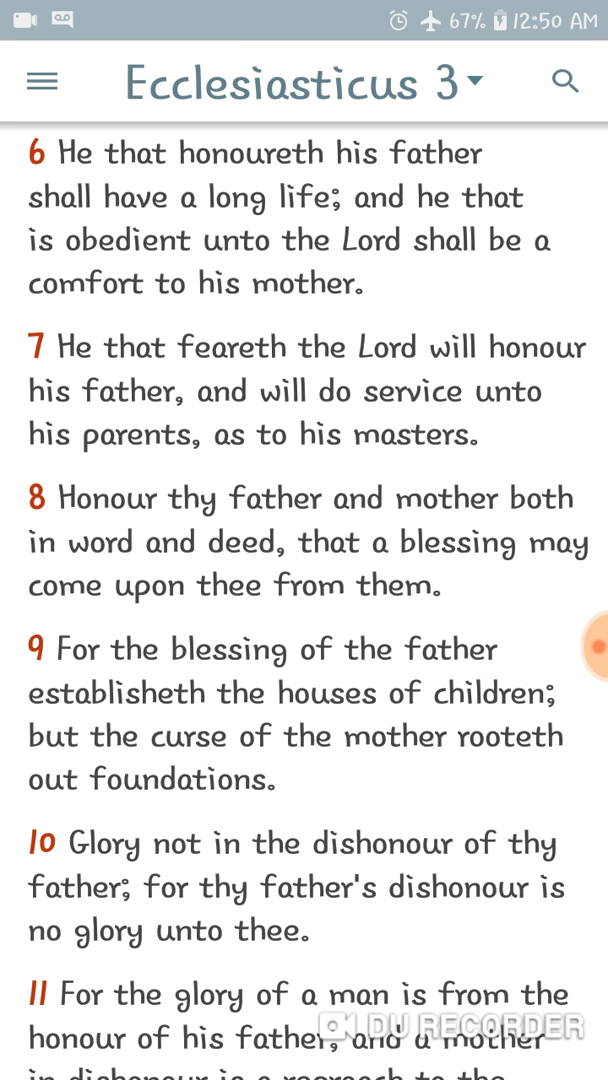 67% 12:50 AM
Ecclesiasticus 3
6 He that honoureth his father
shall have a long life; and he that
is obedient unto the Lord shall be a
comfort to his mother.
7 He that feareth the Lord will honour
his father, and will do service unto
his parents, as to his masters.
8 Honour thy father and mother both
in word and deed, that a blessing may
come upon thee from them.
9 For the blessing of the father
establisheth the houses of children;
but the curse of the mother rooteth
out foundations.
10 Glory not in the dishonour of thy
father; for thy father's dishonour is
no glory unto thee.
11 For the glory of a man is from the
honour of his father; and a mother
DU RECORDER
in dishonour is a reproach to the